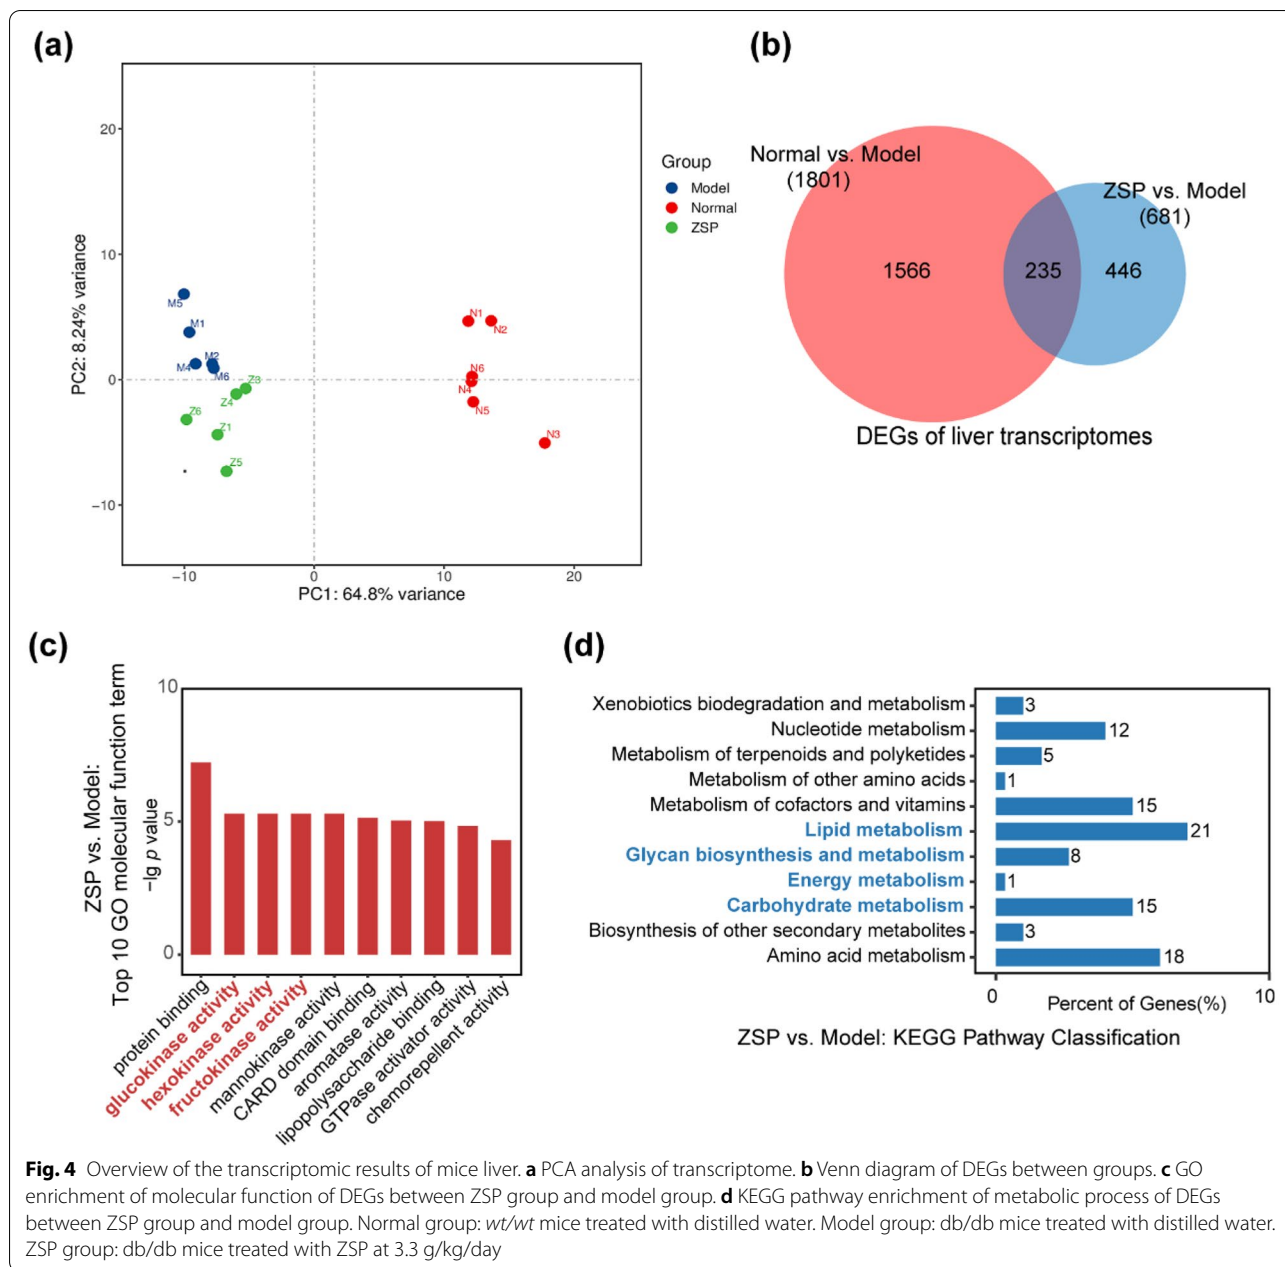 (a)
20
10
0
−10
PC2: 8.24% variance
−10
0
10
20
PC1: 64.8% variance
M5
M1
M4
M2
M6
Z3
Z4
Z6
Z1
Z5
N1
N2
N6
N4
N5
N3
Group
Model
Normal
ZSP
(b)
Normal vs. Model
(1801)
ZSP vs. Model
(681)
1566
235
446
DEGs of liver transcriptomes
(c)
ZSP vs. Model:
Top 10 GO molecular function term
−lg p value
10
5
0
protein binding
glucokinase activity
hexokinase activity
fructokinase activity
mannokinase activity
CARD domain binding
aromatase activity
lipopolysaccharide binding
GTPase activator activity
chemorepellent activity
(d)
Xenobiotics biodegradation and metabolism 3
Nucleotide metabolism 12
Metabolism of terpenoids and polyketides 5
Metabolism of other amino acids 1
Metabolism of cofactors and vitamins 15
Lipid metabolism 21
Glycan biosynthesis and metabolism 8
Energy metabolism 1
Carbohydrate metabolism 15
Biosynthesis of other secondary metabolites 3
Amino acid metabolism 18
0
10
Percent of Genes(%)
ZSP vs. Model: KEGG Pathway Classification
Fig. 4 Overview of the transcriptomic results of mice liver. a PCA analysis of transcriptome. b Venn diagram of DEGs between groups. c GO
enrichment of molecular function of DEGs between ZSP group and model group. d KEGG pathway enrichment of metabolic process of DEGs
between ZSP group and model group. Normal group: wt/wt mice treated with distilled water. Model group: db/db mice treated with distilled water.
ZSP group: db/db mice treated with ZSP at 3.3 g/kg/day